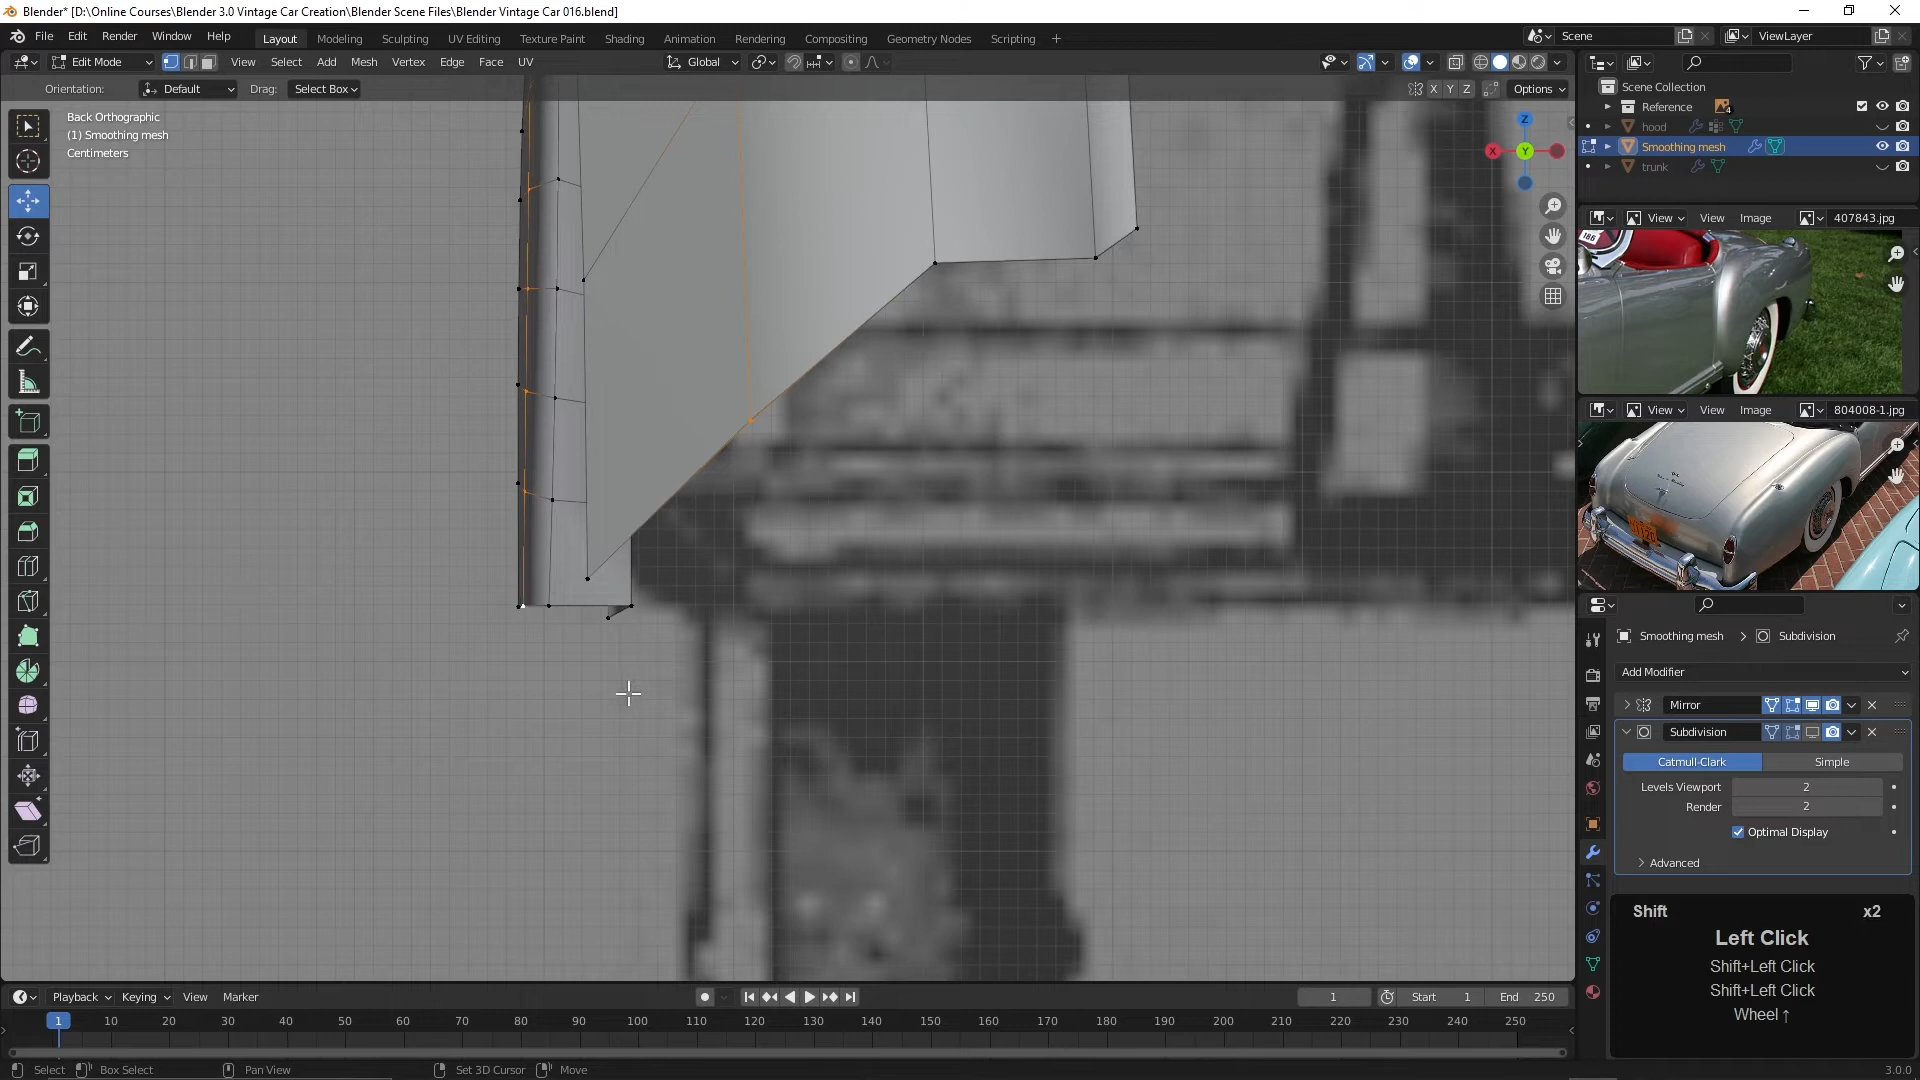 Blender* [D:\Online Courses\Blender 3.0 Vintage Car Creation\Blender Scene Files\Blender Vintage Car 016.blend]
File Edit Render Window Help Layout Modeling Sculpting UV Editing Texture Paint Shading Animation Rendering Compositing Geometry Nodes Scripting + Scene ViewLayer
Edit Mode View Select Add Mesh Vertex Edge Face UV Global
Orientation: Default Drag: Select Box X Y Z Options
Back Orthographic
(1) Smoothing mesh
Centimeters
Z
X Y
Scene Collection
Reference 4
hood
Smoothing mesh
trunk
View View Image 407843.jpg
186
View View Image 804008-1.jpg
Smoothing mesh > Subdivision
Add Modifier
Mirror
Subdivision
Catmull-Clark Simple
Levels Viewport 2
Render 2
Optimal Display
Advanced
Shift x2
Left Click
Shift+Left Click
Shift+Left Click
Wheel ↑
Playback Keying View Marker 1 Start 1 End 250
1 10 20 30 40 50 60 70 80 90 100 110 120 130 140 150 160 170 180 190 200 210 220 230 240 250
Select Box Select Pan View Set 3D Cursor Move 3.0.0